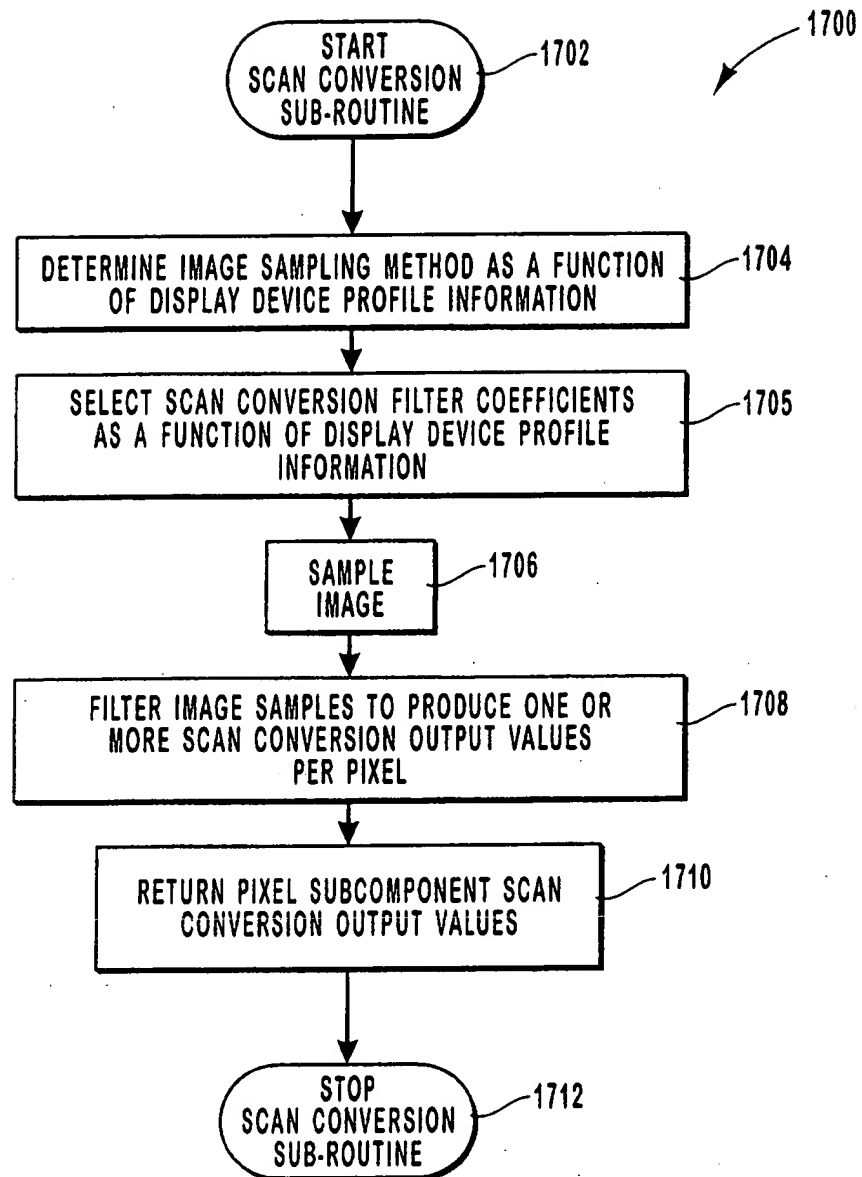 1700
START
SCAN CONVERSION
SUB-ROUTINE
1702
DETERMINE IMAGE SAMPLING METHOD AS A FUNCTION
OF DISPLAY DEVICE PROFILE INFORMATION
1704
SELECT SCAN CONVERSION FILTER COEFFICIENTS
AS A FUNCTION OF DISPLAY DEVICE PROFILE
INFORMATION
1705
SAMPLE
IMAGE
1706
FILTER IMAGE SAMPLES TO PRODUCE ONE OR
MORE SCAN CONVERSION OUTPUT VALUES
PER PIXEL
1708
RETURN PIXEL SUBCOMPONENT SCAN
CONVERSION OUTPUT VALUES
1710
STOP
SCAN CONVERSION
SUB-ROUTINE
1712